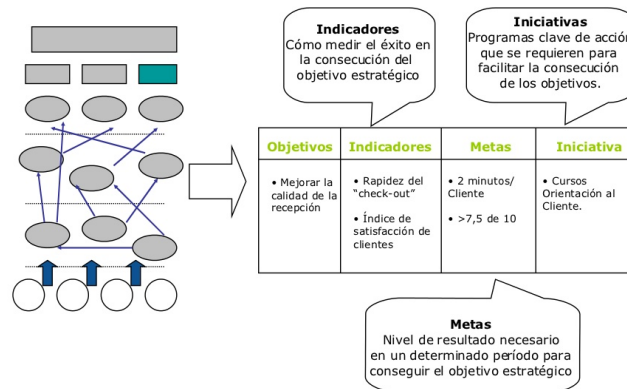 Indicadores
Cómo medir el éxito en
la consecución del
objetivo estratégico
Iniciativas
Programas clave de acción
que se requieren para
facilitar la consecución
de los objetivos.
Objetivos
Indicadores
Metas
Iniciativa
• Mejorar la
calidad de la
recepción
• Rapidez del
"check-out"
• Índice de
satisfacción de
clientes
• 2 minutos/
Cliente
• >7,5 de 10
• Cursos
Orientación al
Cliente.
Metas
Nivel de resultado necesario
en un determinado período para
conseguir el objetivo estratégico